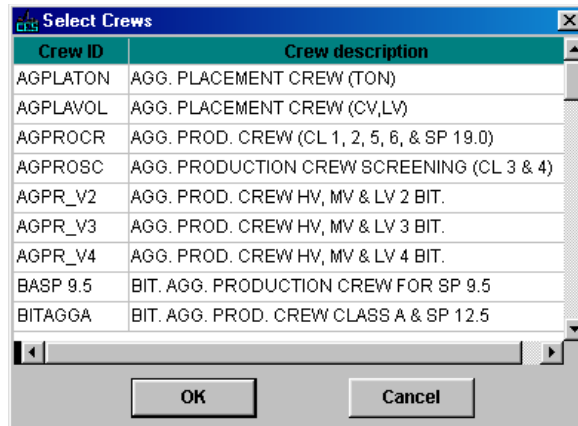 Select Crews
Crew ID Crew description
AGPLATON AGG. PLACEMENT CREW (TON)
AGPLAVOL AGG. PLACEMENT CREW (CV,LV)
AGPROCR AGG. PROD. CREW (CL 1, 2, 5, 6, & SP 19.0)
AGPROSC AGG. PRODUCTION CREW SCREENING (CL 3 & 4)
AGPR_V2 AGG. PROD. CREW HV, MV & LV 2 BIT.
AGPR_V3 AGG. PROD. CREW HV, MV & LV 3 BIT.
AGPR_V4 AGG. PROD. CREW HV, MV & LV 4 BIT.
BASP 9.5 BIT. AGG. PRODUCTION CREW FOR SP 9.5
BITAGGA BIT. AGG. PROD. CREW CLASS A & SP 12.5
OK Cancel